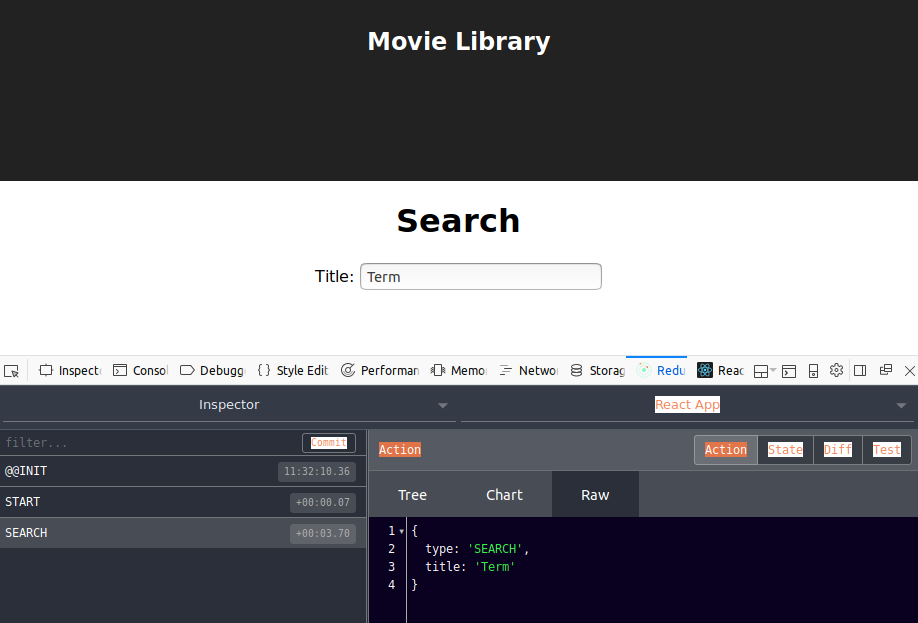 Movie Library
Search
Title: Term
Inspect Consol Debugg Style Edit Performan Memo Netwo Storag Redu Reac
Inspector React App
filter... Commit Action Action State Diff Test
@@INIT 11:32:10.36
START +00:00.07
SEARCH +00:03.70
Tree Chart Raw
1 {
2 type: 'SEARCH',
3 title: 'Term'
4 }